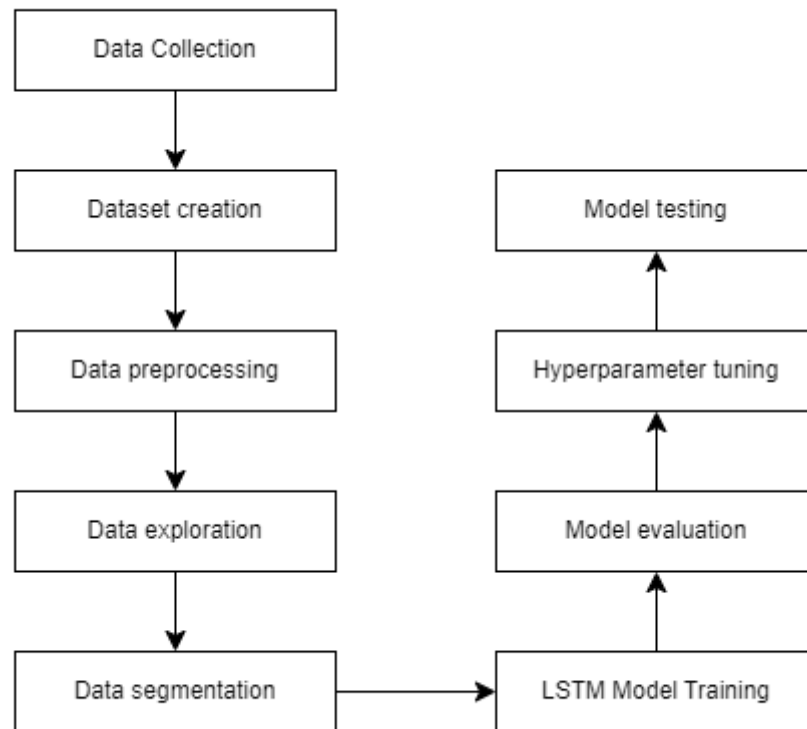 Data Collection
Dataset creation
Data preprocessing
Data exploration
Data segmentation
LSTM Model Training
Model evaluation
Hyperparameter tuning
Model testing